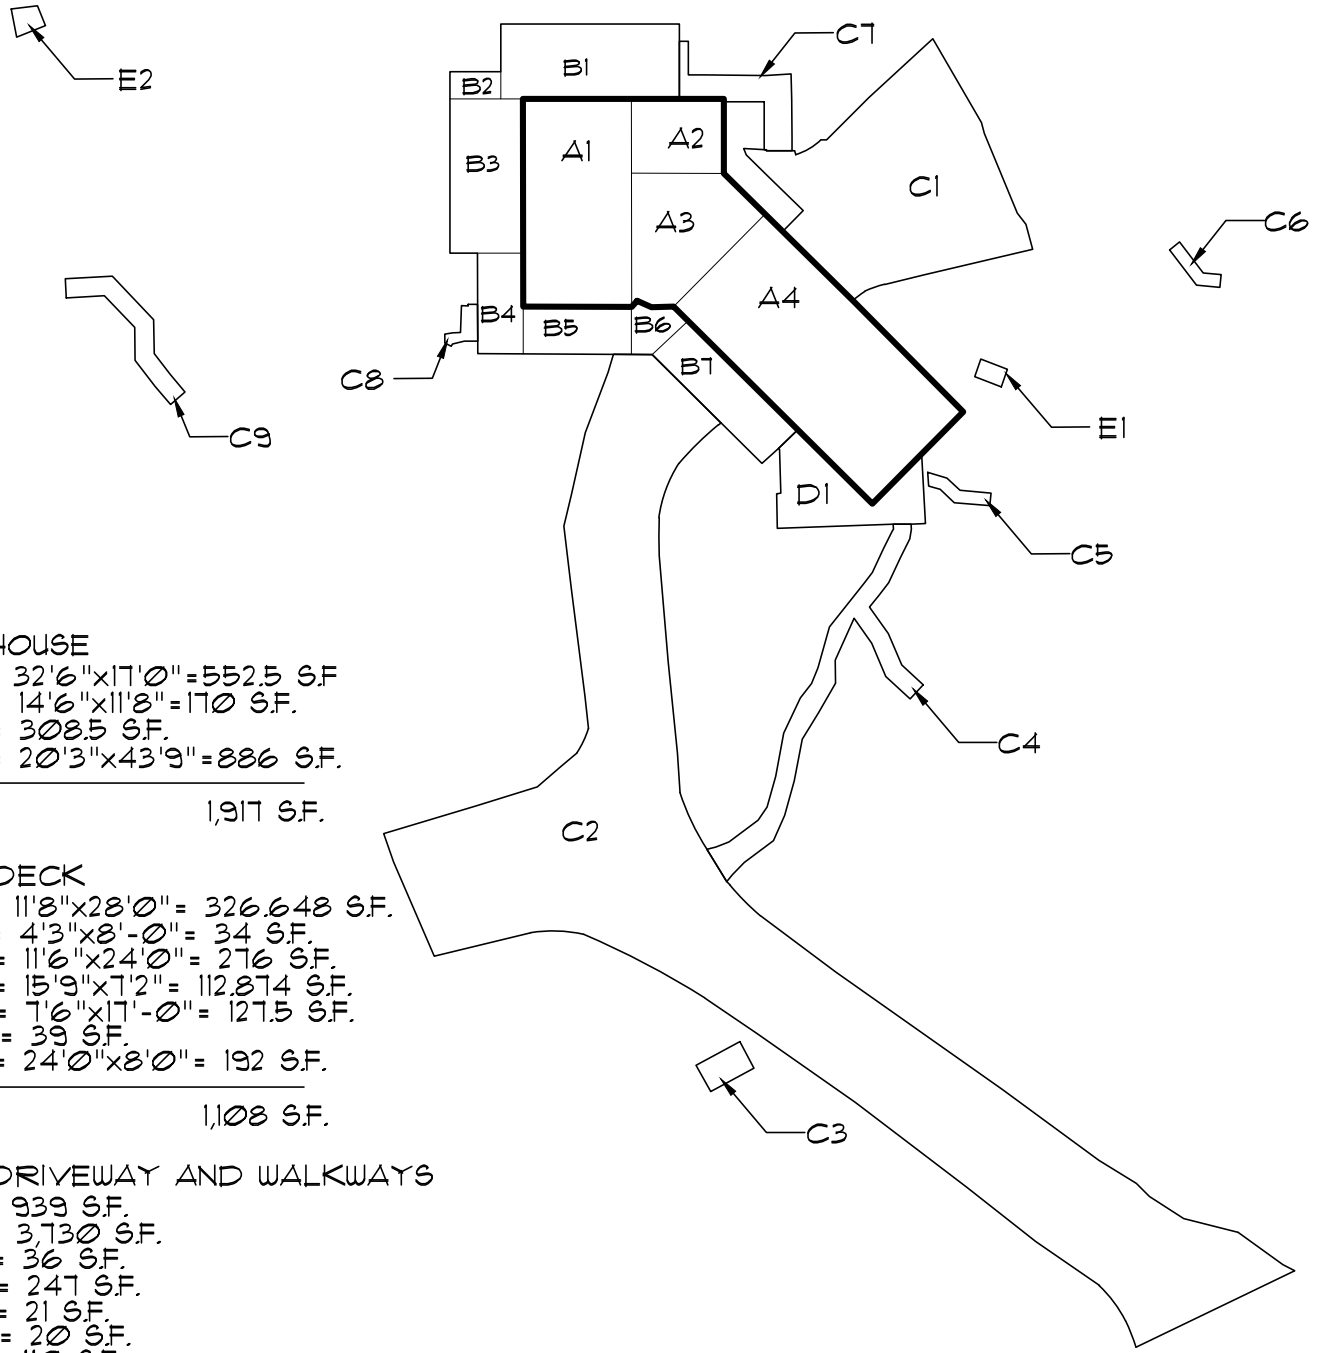 E2
C7
B1
B2
A1
A2
B3
C1
A3
C6
A4
B4
B5
B6
C8
B7
C9
E1
D1
C5
HOUSE
32'6"x17'0"=552.5 S.F
14'6"x11'8"=170 S.F.
= 308.5 S.F.
= 20'3"x43'9"=886 S.F.
1,917 S.F.
C4
C2
DECK
11'8"x28'0"= 326.648 S.F.
4'3"x8'-0"= 34 S.F.
= 11'6"x24'0"= 276 S.F.
= 15'9"x7'2"= 112.874 S.F.
= 7'6"x17'-0"= 127.5 S.F.
= 39 S.F.
= 24'0"x8'0"= 192 S.F.
1,108 S.F.
C3
DRIVEWAY AND WALKWAYS
939 S.F.
3,730 S.F.
= 36 S.F.
= 247 S.F.
= 21 S.F.
= 20 S.F.